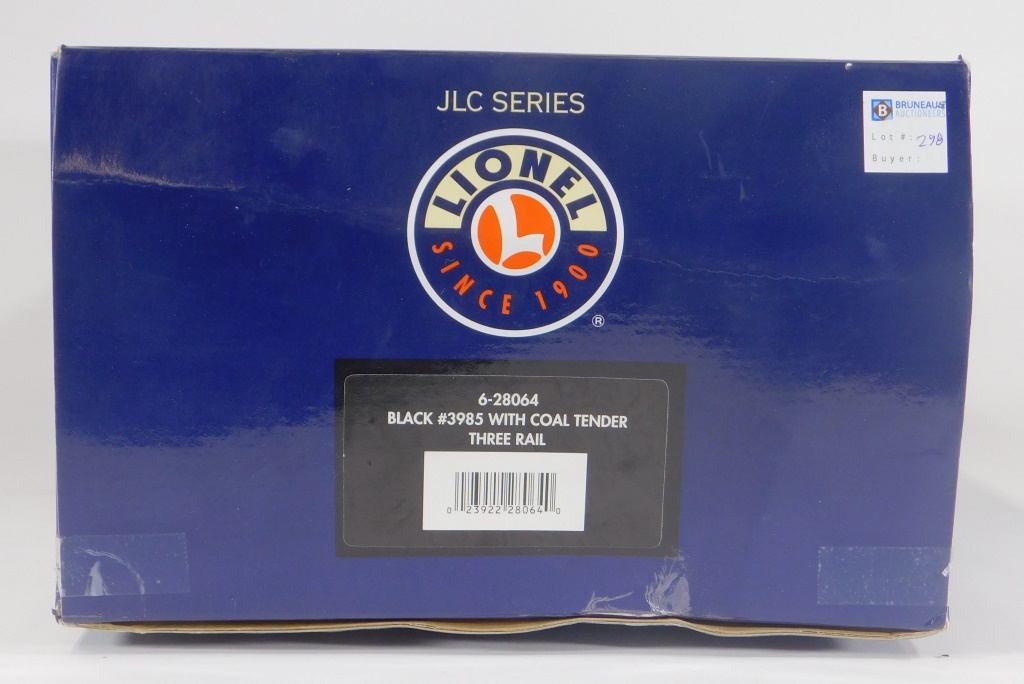 JLC SERIES
LIONEL
L
SINCE 1900
®
B BRUNEAU &
AUCTIONEERS
Lot #: 298
Buyer:
6-28064
BLACK #3985 WITH COAL TENDER
THREE RAIL
0 23922 28064 0